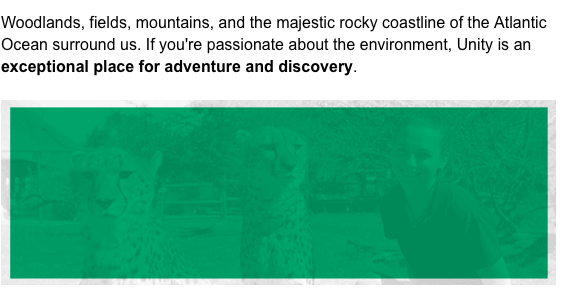 Woodlands, fields, mountains, and the majestic rocky coastline of the Atlantic
Ocean surround us. If you're passionate about the environment, Unity is an
exceptional place for adventure and discovery.